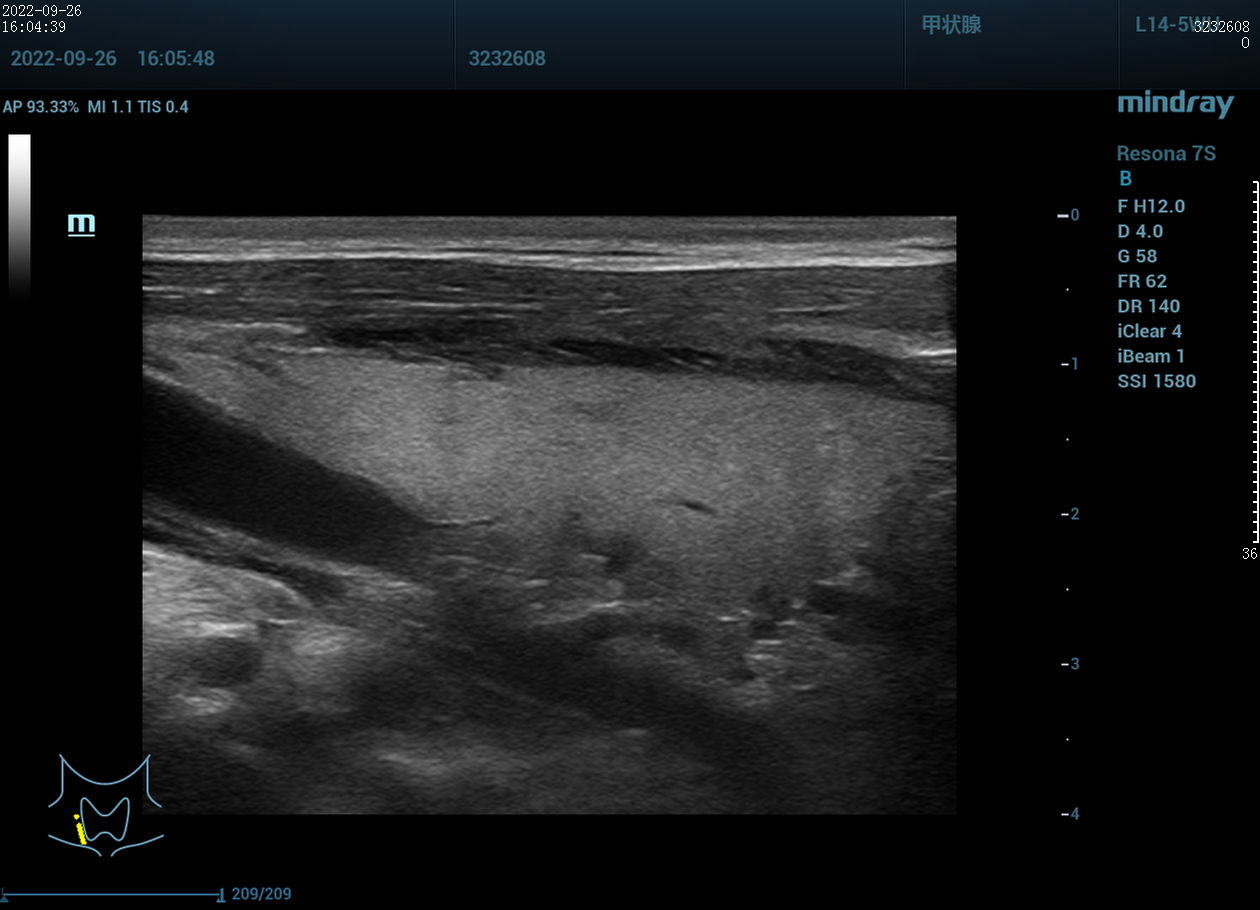 2022-09-26
16:04:39
甲状腺
3232608
0
2022-09-26 16:05:48
3232608
AP 93.33% MI 1.1 TIS 0.4
mindray
Resona 7S
B
F H12.0
D 4.0
G 58
FR 62
DR 140
iClear 4
iBeam 1
SSI 1580
m
0
1
2
3
4
36
209/209